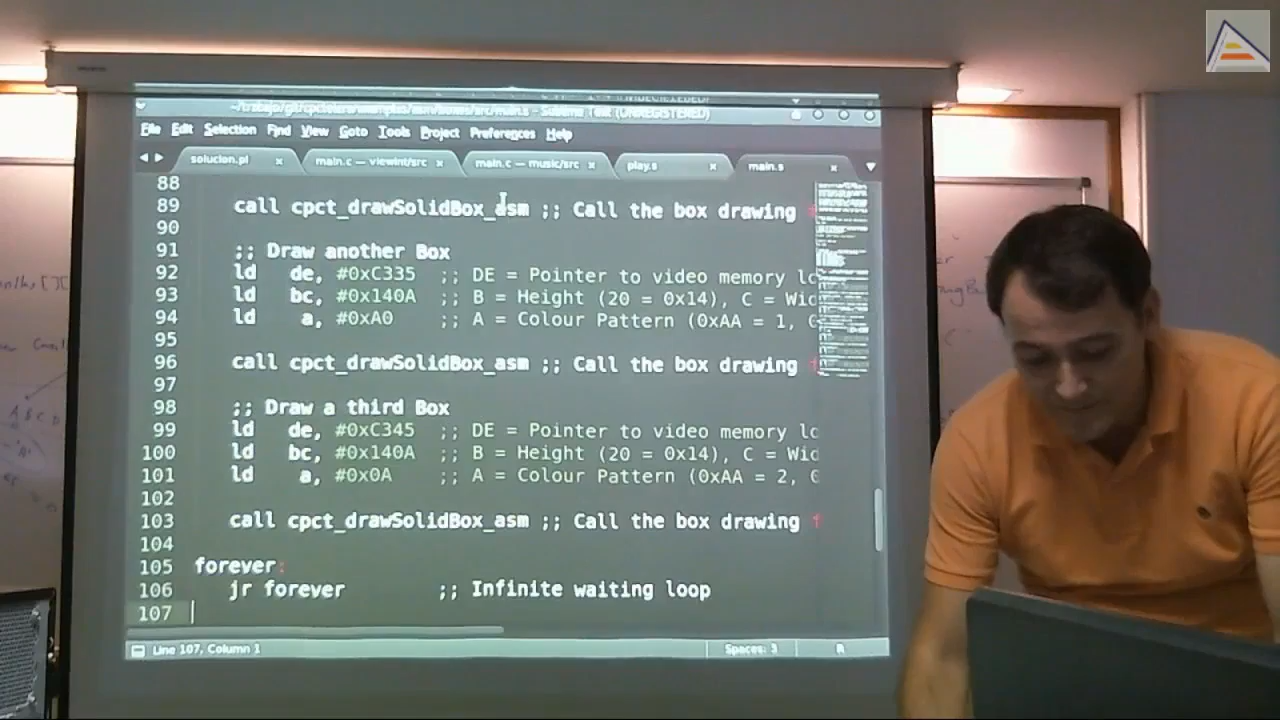 File Edit Selection Find View Goto Tools Project Preferences Help
solucion.pl × main.c — viewint/src × main.c — music/src × play.s × main.s ×
88
89 call cpct_drawSolidBox_asm ;; Call the box drawing
90
91 ;; Draw another Box
92 ld de, #0xC335 ;; DE = Pointer to video memory lo
93 ld bc, #0x140A ;; B = Height (20 = 0x14), C = Wid
94 ld a, #0xA0 ;; A = Colour Pattern (0xAA = 1, 0
95
96 call cpct_drawSolidBox_asm ;; Call the box drawing
97
98 ;; Draw a third Box
99 ld de, #0xC345 ;; DE = Pointer to video memory lo
100 ld bc, #0x140A ;; B = Height (20 = 0x14), C = Wid
101 ld a, #0x0A ;; A = Colour Pattern (0xAA = 2, 0
102
103 call cpct_drawSolidBox_asm ;; Call the box drawing f
104
105 forever:
106 jr forever ;; Infinite waiting loop
107
Line 107, Column 1 Spaces: 3 R